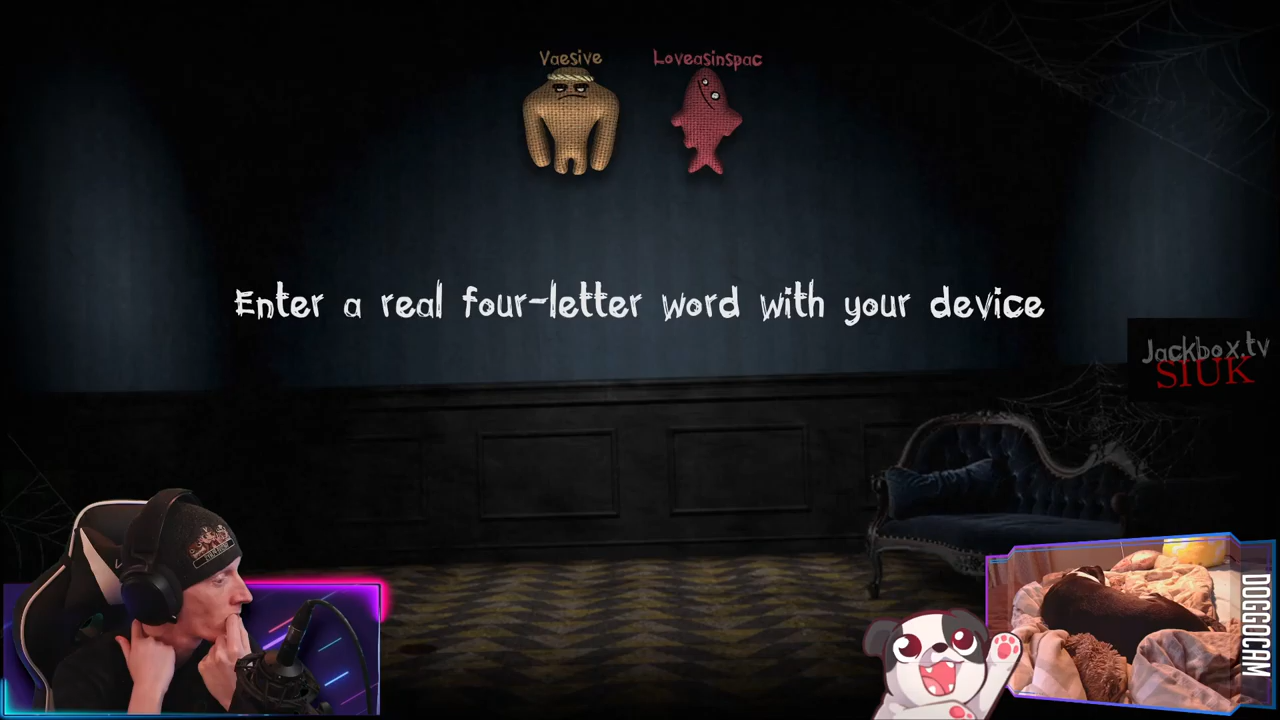 Vaesive
Loveasinspac
Enter a real four-letter word with your device
Jackbox.tv
SIUK
DOGGOCAM